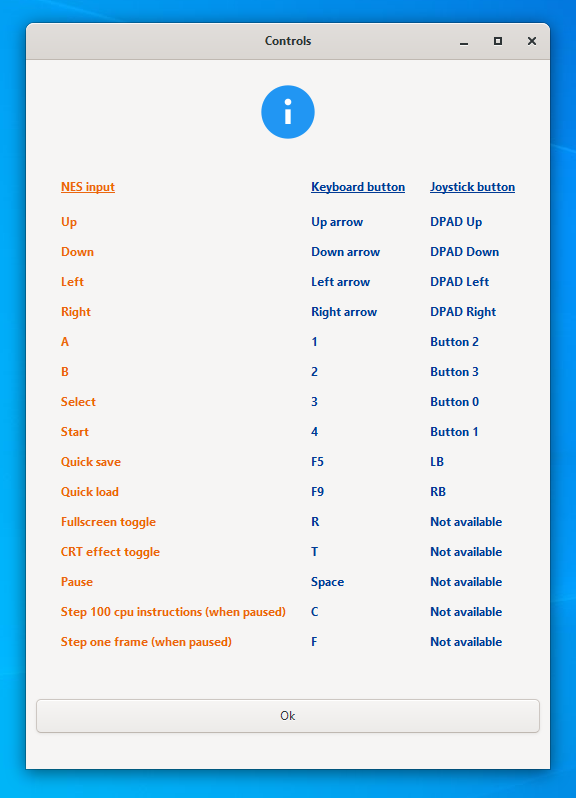 Controls
NES input Keyboard button Joystick button
Up Up arrow DPAD Up
Down Down arrow DPAD Down
Left Left arrow DPAD Left
Right Right arrow DPAD Right
A 1 Button 2
B 2 Button 3
Select 3 Button 0
Start 4 Button 1
Quick save F5 LB
Quick load F9 RB
Fullscreen toggle R Not available
CRT effect toggle T Not available
Pause Space Not available
Step 100 cpu instructions (when paused) C Not available
Step one frame (when paused) F Not available
Ok